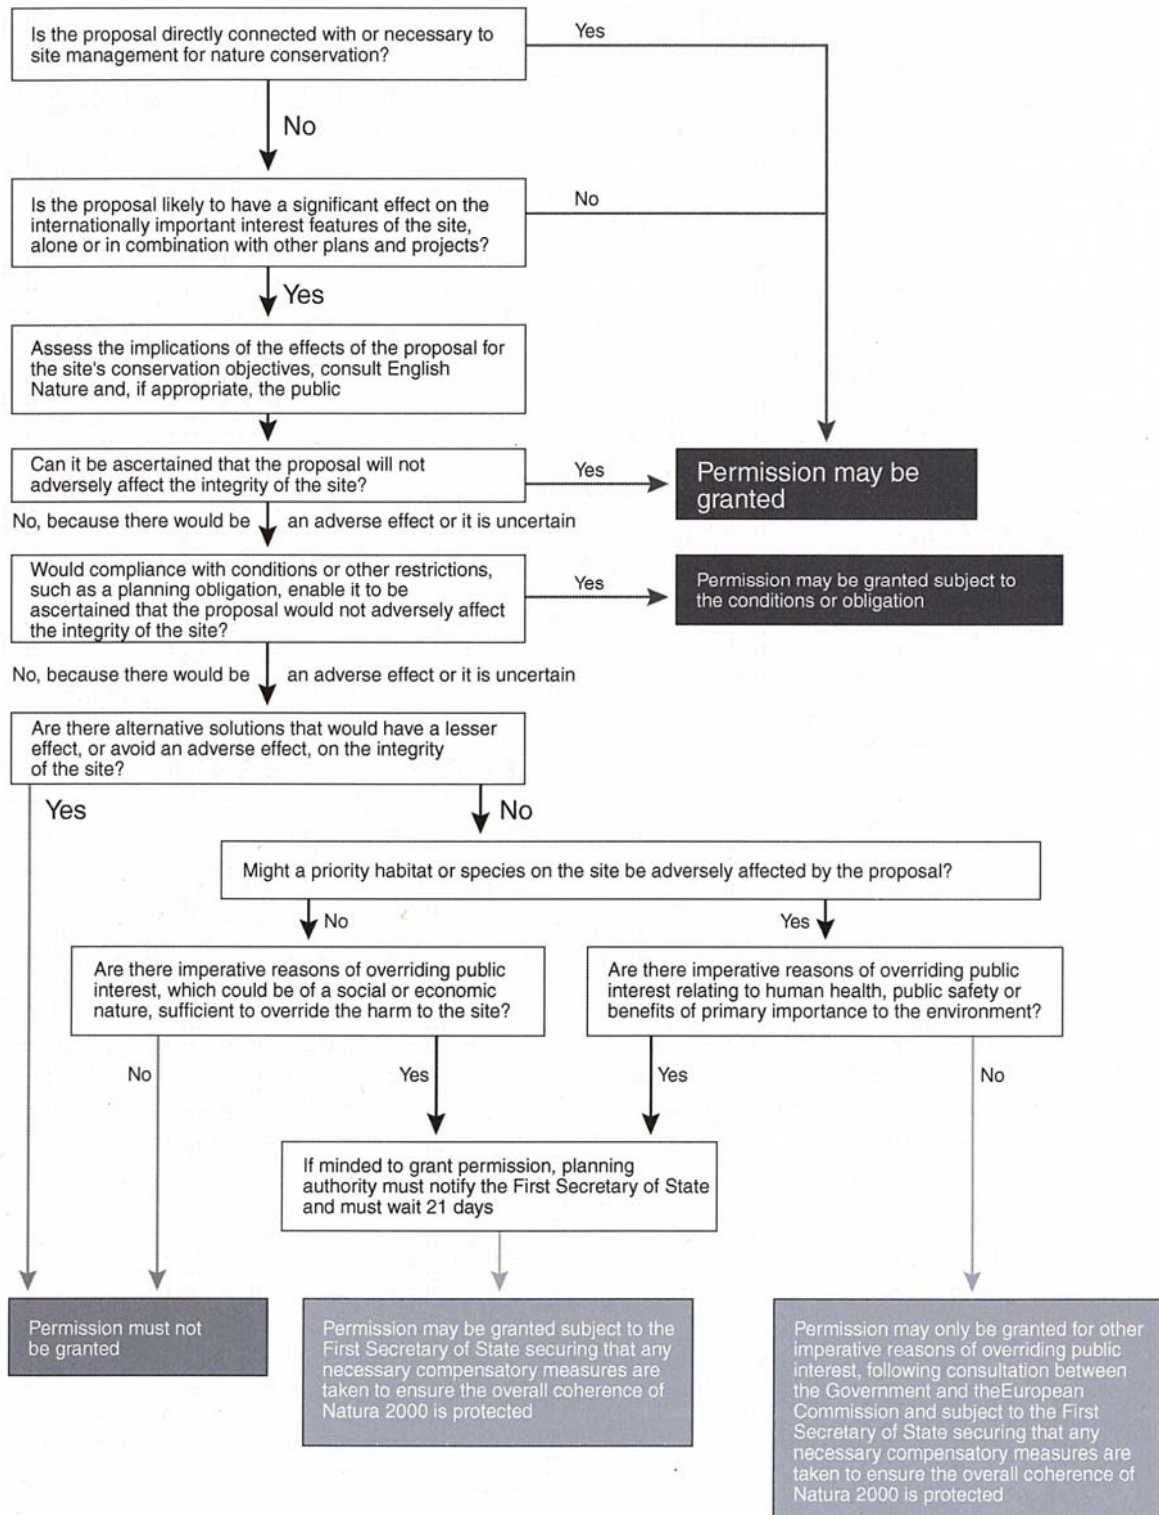 Is the proposal directly connected with or necessary to
site management for nature conservation?
Yes
No
Is the proposal likely to have a significant effect on the
internationally important interest features of the site,
alone or in combination with other plans and projects?
No
Yes
Assess the implications of the effects of the proposal for
the site's conservation objectives, consult English
Nature and, if appropriate, the public
Can it be ascertained that the proposal will not
adversely affect the integrity of the site?
Yes
Permission may be
granted
No, because there would be an adverse effect or it is uncertain
Would compliance with conditions or other restrictions,
such as a planning obligation, enable it to be
ascertained that the proposal would not adversely affect
the integrity of the site?
Yes
Permission may be granted subject to
the conditions or obligation
No, because there would be an adverse effect or it is uncertain
Are there alternative solutions that would have a lesser
effect, or avoid an adverse effect, on the integrity
of the site?
Yes
No
Might a priority habitat or species on the site be adversely affected by the proposal?
No
Yes
Are there imperative reasons of overriding public
interest, which could be of a social or economic
nature, sufficient to override the harm to the site?
Are there imperative reasons of overriding public
interest relating to human health, public safety or
benefits of primary importance to the environment?
No
Yes
Yes
No
If minded to grant permission, planning
authority must notify the First Secretary of State
and must wait 21 days
Permission must not
be granted
Permission may be granted subject to the
First Secretary of State securing that any
necessary compensatory measures are
taken to ensure the overall coherence of
Natura 2000 is protected
Permission may only be granted for other
imperative reasons of overriding public
interest, following consultation between
the Government and theEuropean
Commission and subject to the First
Secretary of State securing that any
necessary compensatory measures are
taken to ensure the overall coherence of
Natura 2000 is protected